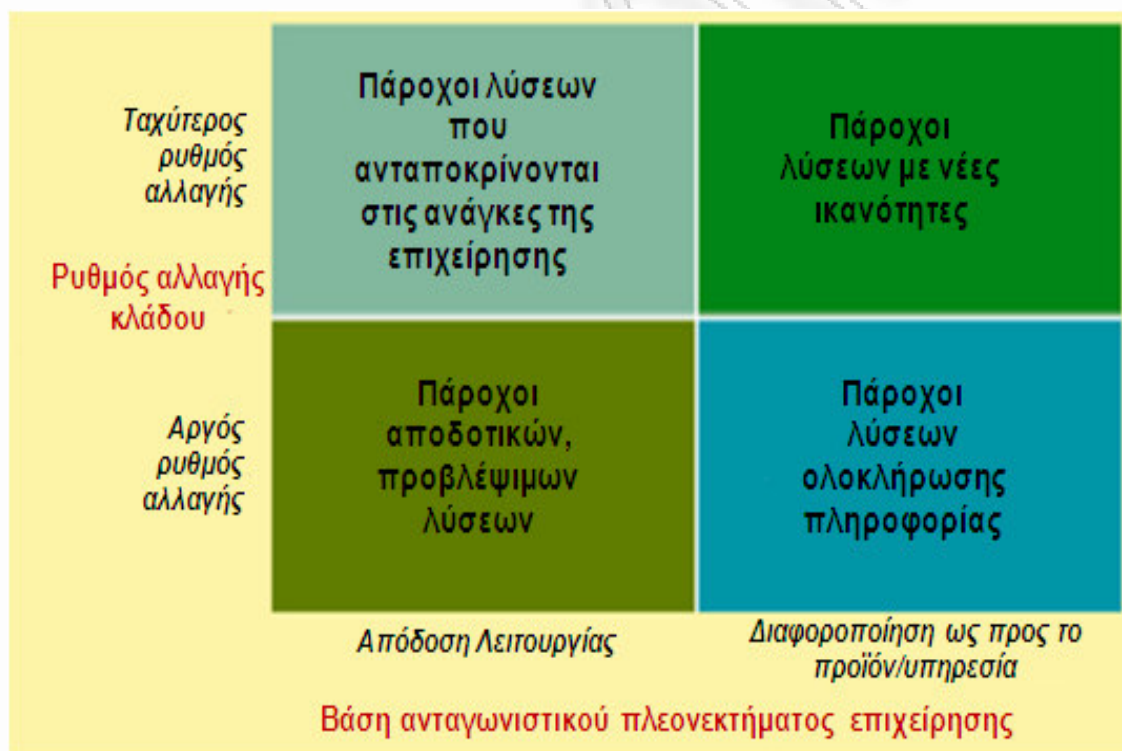 Ταχύτερος
ρυθμός
αλλαγής
Πάροχοι λύσεων
που
ανταποκρίνονται
στις ανάγκες της
επιχείρησης
Πάροχοι
λύσεων με νέες
ικανότητες
Ρυθμός αλλαγής
κλάδου
Αργός
ρυθμός
αλλαγής
Πάροχοι
αποδοτικών,
προβλέψιμων
λύσεων
Πάροχοι
λύσεων
ολοκλήρωσης
πληροφορίας
Απόδοση Λειτουργίας
Διαφοροποίηση ως προς το
προϊόν/υπηρεσία
Βάση ανταγωνιστικού πλεονεκτήματος επιχείρησης